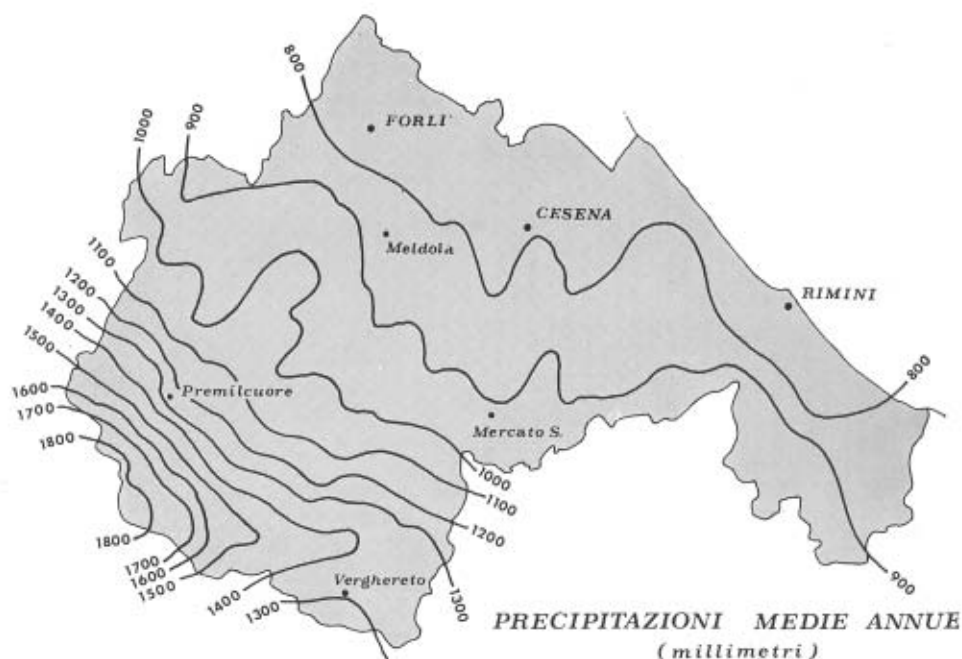 800
1000
900
FORLI'
CESENA
Meldola
1100
1200
1300
1400
1500
1600
1700
1800
RIMINI
800
Premilcuore
Mercato S.
1000
1100
1200
1800
1700
1600
1500
1400
1300
Verghereto
1300
900
PRECIPITAZIONI MEDIE ANNUE
(millimetri)